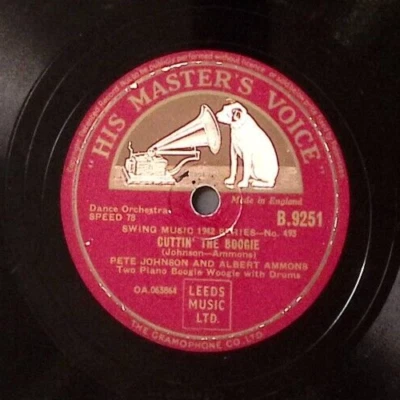 "HIS MASTER'S VOICE"
Made in England
Dance Orchestra
SPEED 78
B.9251
SWING MUSIC 1942 SERIES—No. 493
CUTTIN' THE BOOGIE
(Johnson—Ammons)
PETE JOHNSON AND ALBERT AMMONS
Two Piano Boogie Woogie with Drums
OA.063864
LEEDS
MUSIC
LTD.
THE GRAMOPHONE CO. LTD.